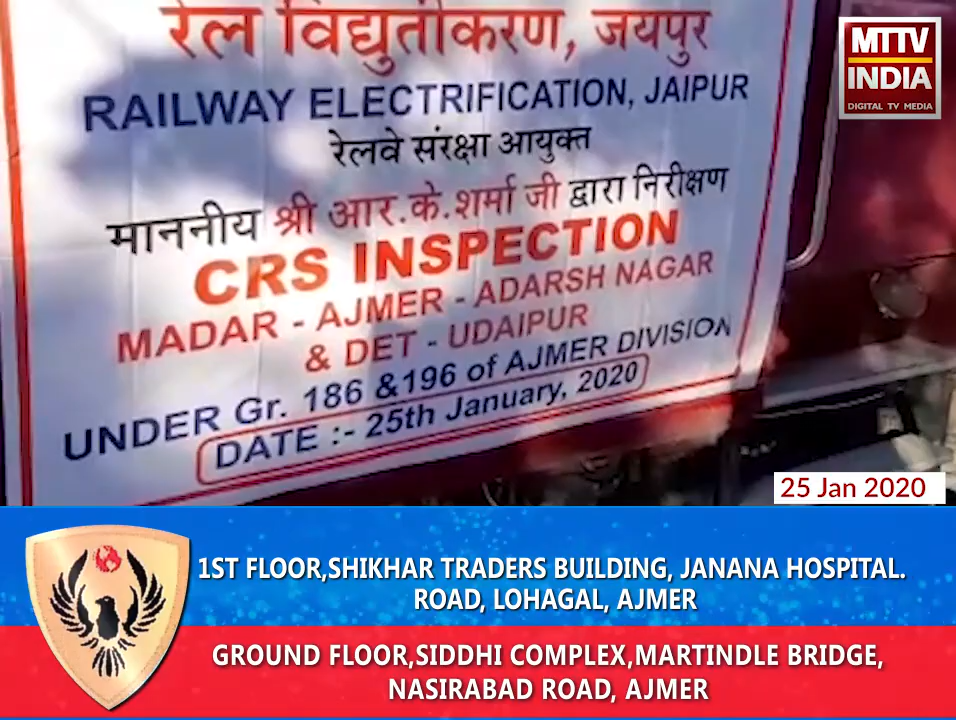 रेल विद्युतीकरण, जयपुर
RAILWAY ELECTRIFICATION, JAIPUR
रेलवे संरक्षा आयुक्त
माननीय श्री आर.के.शर्मा जी द्वारा निरीक्षण
CRS INSPECTION
MADAR - AJMER - ADARSH NAGAR
& DET - UDAIPUR
UNDER Gr. 186 &196 of AJMER DIVISION
DATE :- 25th January, 2020
MTTV
INDIA
DIGITAL TV MEDIA
25 Jan 2020
1ST FLOOR,SHIKHAR TRADERS BUILDING, JANANA HOSPITAL.
ROAD, LOHAGAL, AJMER
GROUND FLOOR,SIDDHI COMPLEX,MARTINDLE BRIDGE,
NASIRABAD ROAD, AJMER